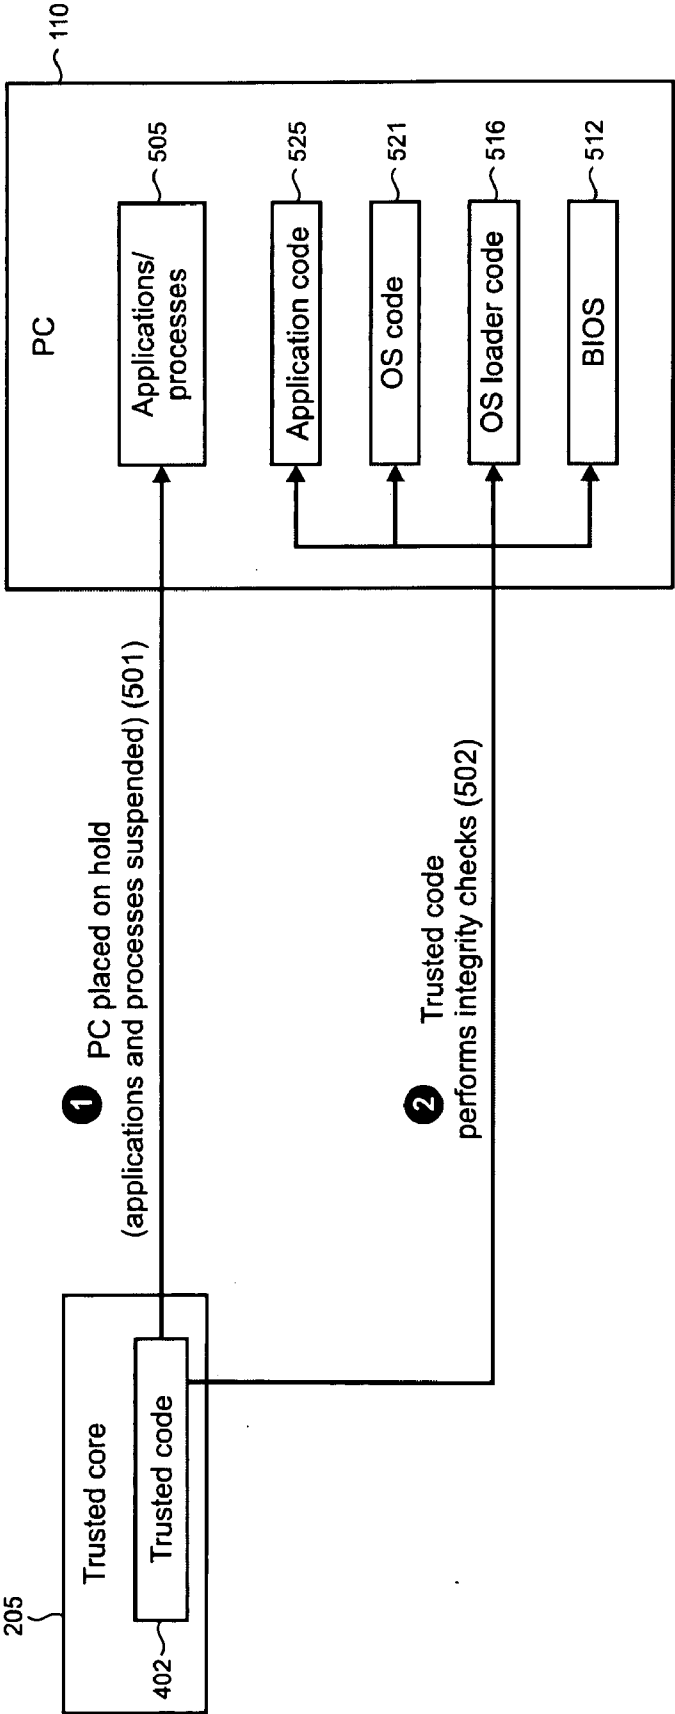 205
Trusted core
402
Trusted code
1
PC placed on hold
(applications and processes suspended) (501)
2
Trusted code
performs integrity checks (502)
110
PC
Applications/
processes
505
Application code
525
OS code
521
OS loader code
516
BIOS
512